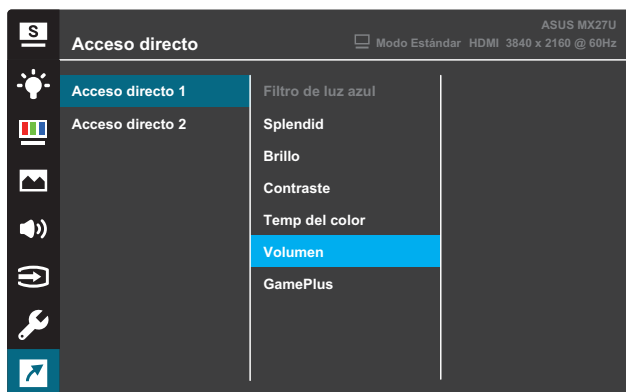 S
ASUS MX27U
Acceso directo
Modo Estándar HDMI 3840 x 2160 @ 60Hz
Acceso directo 1
Acceso directo 2
Filtro de luz azul
Splendid
Brillo
Contraste
Temp del color
Volumen
GamePlus